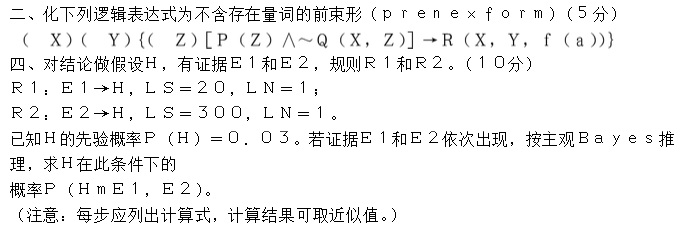 二、化下列逻辑表达式为不含存在量词的前束形(prenexform)(5分)
( X)( Y){( Z)[P(Z)∧~Q(X,Z)]→R(X,Y,f(a))}
四、对结论做假设H,有证据E1和E2,规则R1和R2。(10分)
R1:E1→H,LS=20,LN=1;
R2:E2→H,LS=300,LN=1。
已知H的先验概率P(H)=0.03。若证据E1和E2依次出现,按主观Bayes推
理,求H在此条件下的
概率P(HmE1,E2)。
(注意:每步应列出计算式,计算结果可取近似值。)